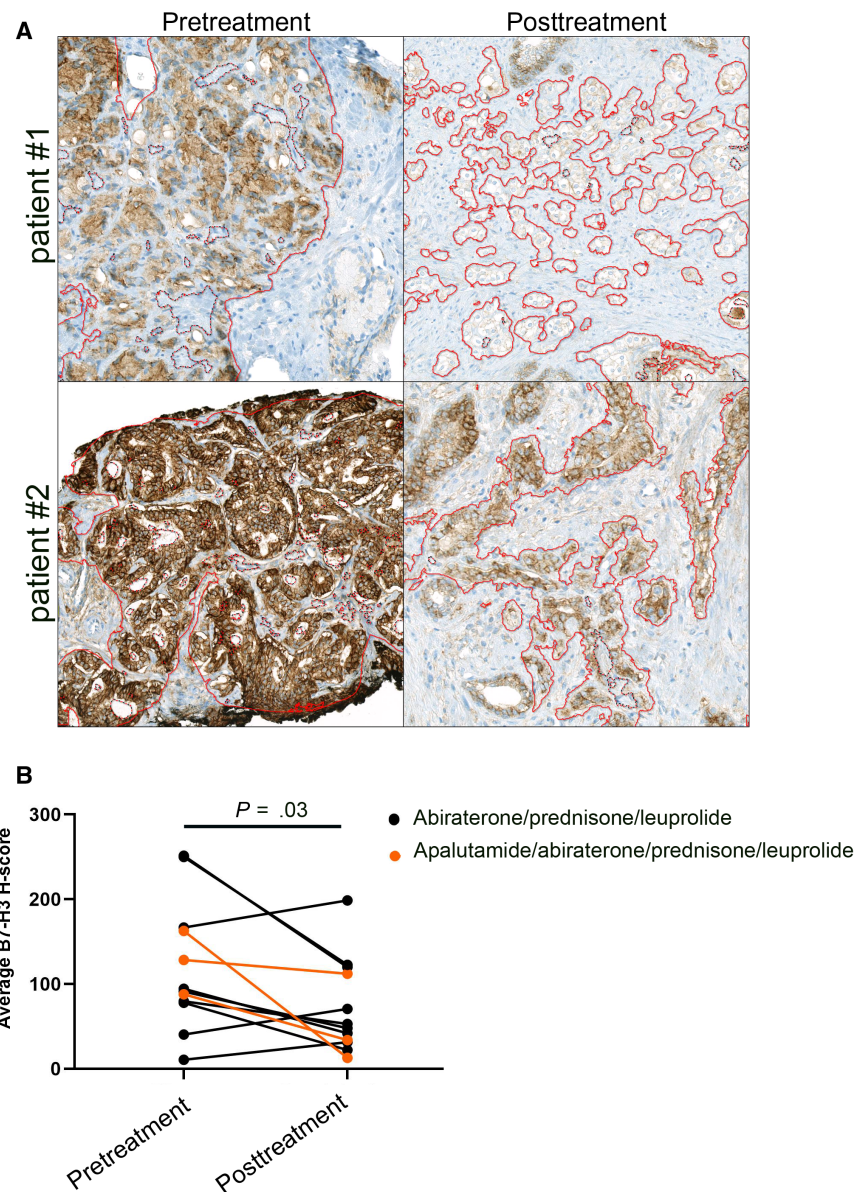 A
Pretreatment
Posttreatment
patient #1
patient #2
B
P = .03
Average B7-H3 H-score
300
200
100
0
Pretreatment
Posttreatment
Abiraterone/prednisone/leuprolide
Apalutamide/abiraterone/prednisone/leuprolide